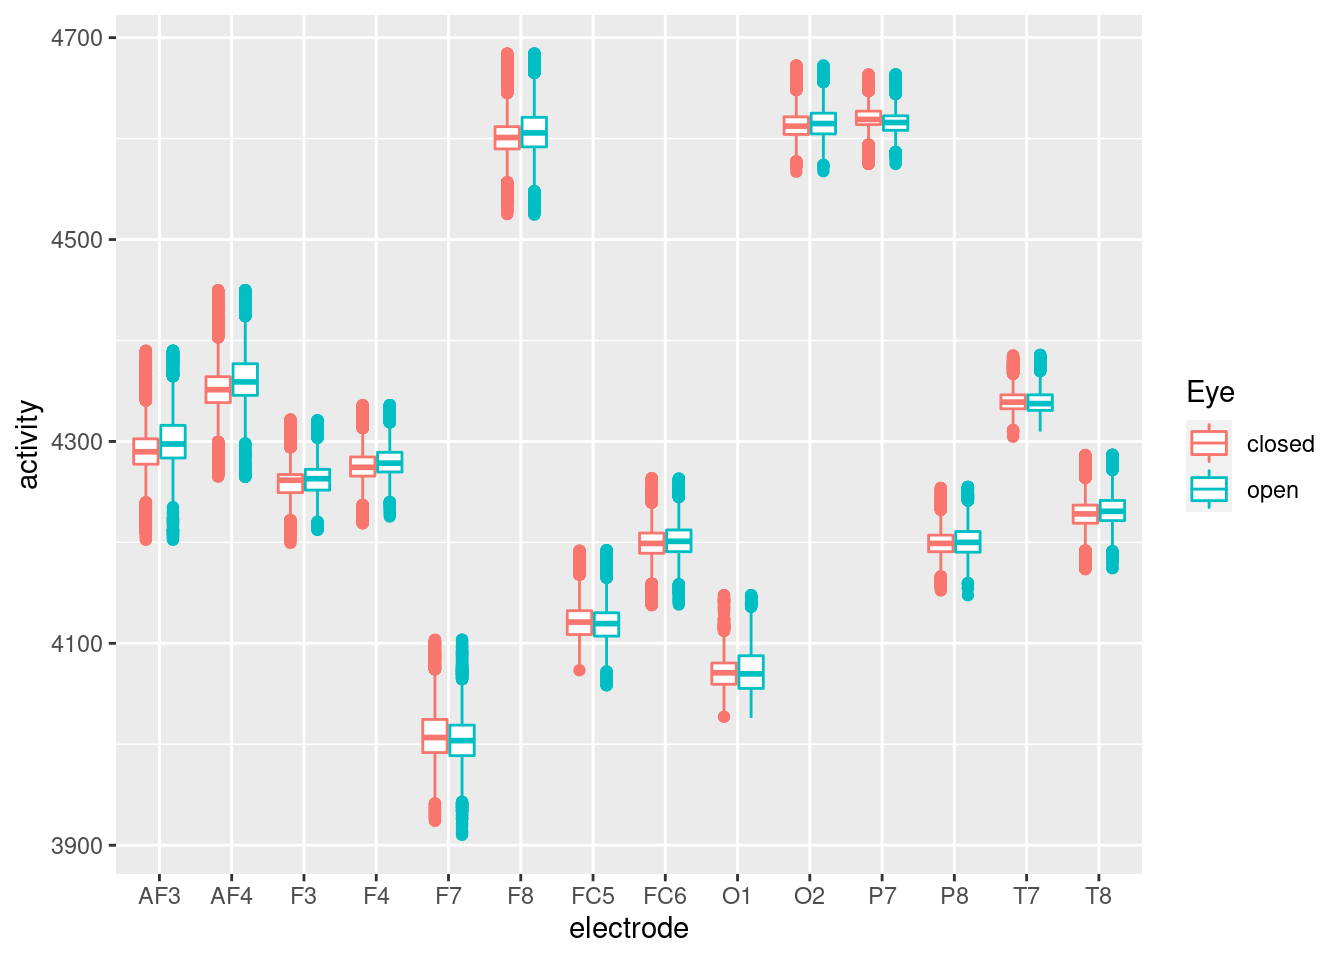 4700
4500
4300
4100
3900
activity
AF3 AF4 F3 F4 F7 F8 FC5 FC6 O1 O2 P7 P8 T7 T8
electrode
Eye
closed
open